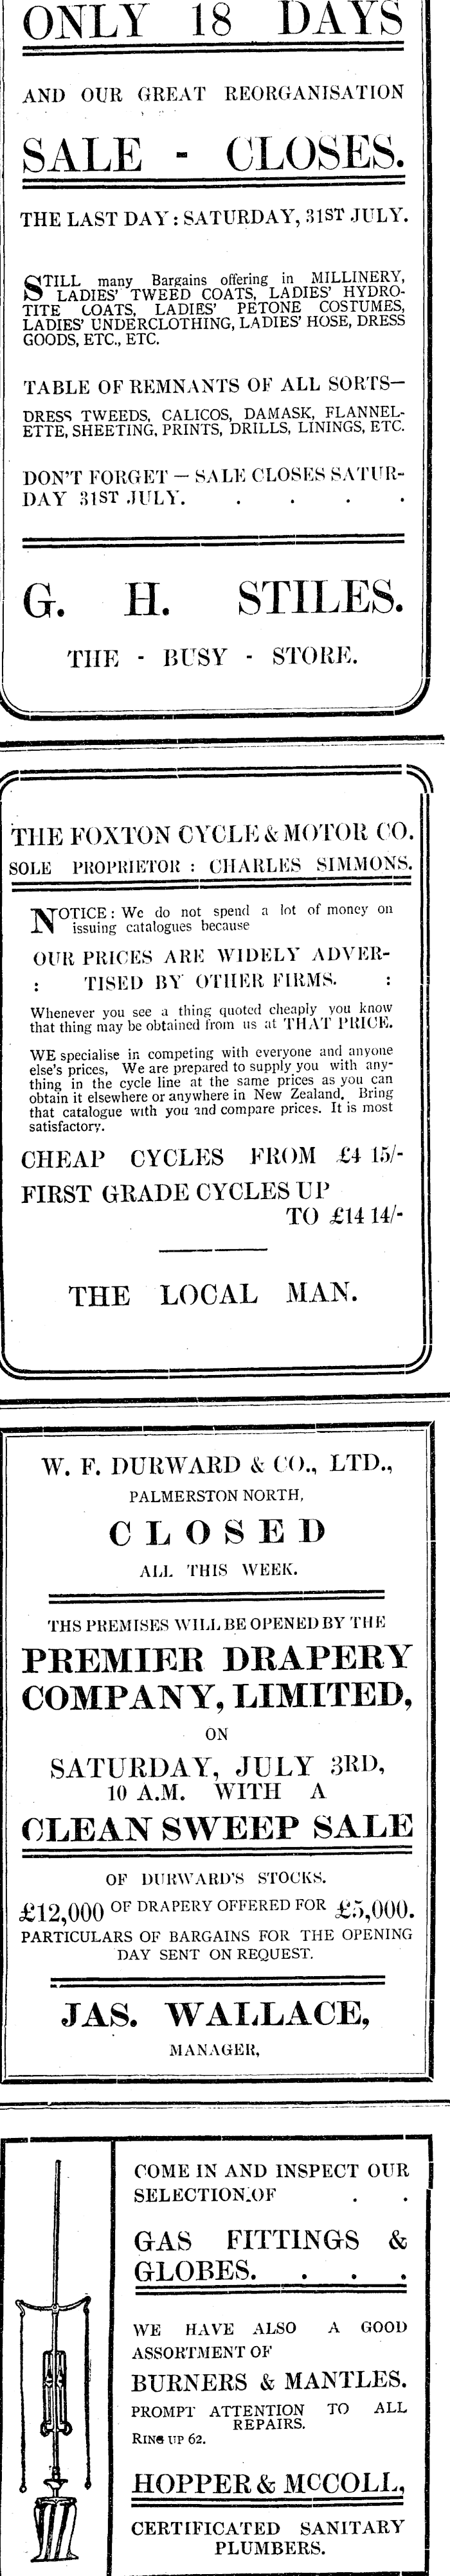 ONLY 18 DAYS
AND OUR GREAT REORGANISATION
SALE - CLOSES.
THE LAST DAY : SATURDAY, 31ST JULY.
STILL many Bargains offering in MILLINERY,
LADIES' TWEED COATS, LADIES' HYDRO-
TITE COATS, LADIES' PETONE COSTUMES,
LADIES' UNDERCLOTHING, LADIES' HOSE, DRESS
GOODS, ETC., ETC.
TABLE OF REMNANTS OF ALL SORTS—
DRESS TWEEDS, CALICOS, DAMASK, FLANNEL-
ETTE, SHEETING, PRINTS, DRILLS, LININGS, ETC.
DON'T FORGET — SALE CLOSES SATUR-
DAY 31ST JULY. . . . .
G. H. STILES.
THE - BUSY - STORE.
THE FOXTON CYCLE & MOTOR CO.
SOLE PROPRIETOR : CHARLES SIMMONS.
NOTICE : We do not spend a lot of money on
issuing catalogues because
OUR PRICES ARE WIDELY ADVER-
: TISED BY OTHER FIRMS. :
Whenever you see a thing quoted cheaply you know
that thing may be obtained from us at THAT PRICE.
WE specialise in competing with everyone and anyone
else's prices, We are prepared to supply you with any-
thing in the cycle line at the same prices as you can
obtain it elsewhere or anywhere in New Zealand. Bring
that catalogue with you and compare prices. It is most
satisfactory.
CHEAP CYCLES FROM £4 15/-
FIRST GRADE CYCLES UP
TO £14 14/-
THE LOCAL MAN.
W. F. DURWARD & CO., LTD.,
PALMERSTON NORTH,
CLOSED
ALL THIS WEEK.
THS PREMISES WILL BE OPENED BY THE
PREMIER DRAPERY
COMPANY, LIMITED,
ON
SATURDAY, JULY 3RD,
10 A.M. WITH A
CLEAN SWEEP SALE
OF DURWARD'S STOCKS.
£12,000 OF DRAPERY OFFERED FOR £5,000.
PARTICULARS OF BARGAINS FOR THE OPENING
DAY SENT ON REQUEST.
JAS. WALLACE,
MANAGER,
COME IN AND INSPECT OUR
SELECTION OF . .
GAS FITTINGS &
GLOBES. . . .
WE HAVE ALSO A GOOD
ASSORTMENT OF
BURNERS & MANTLES.
PROMPT ATTENTION TO ALL
REPAIRS.
RING UP 62.
HOPPER & McCOLL,
CERTIFICATED SANITARY
PLUMBERS.